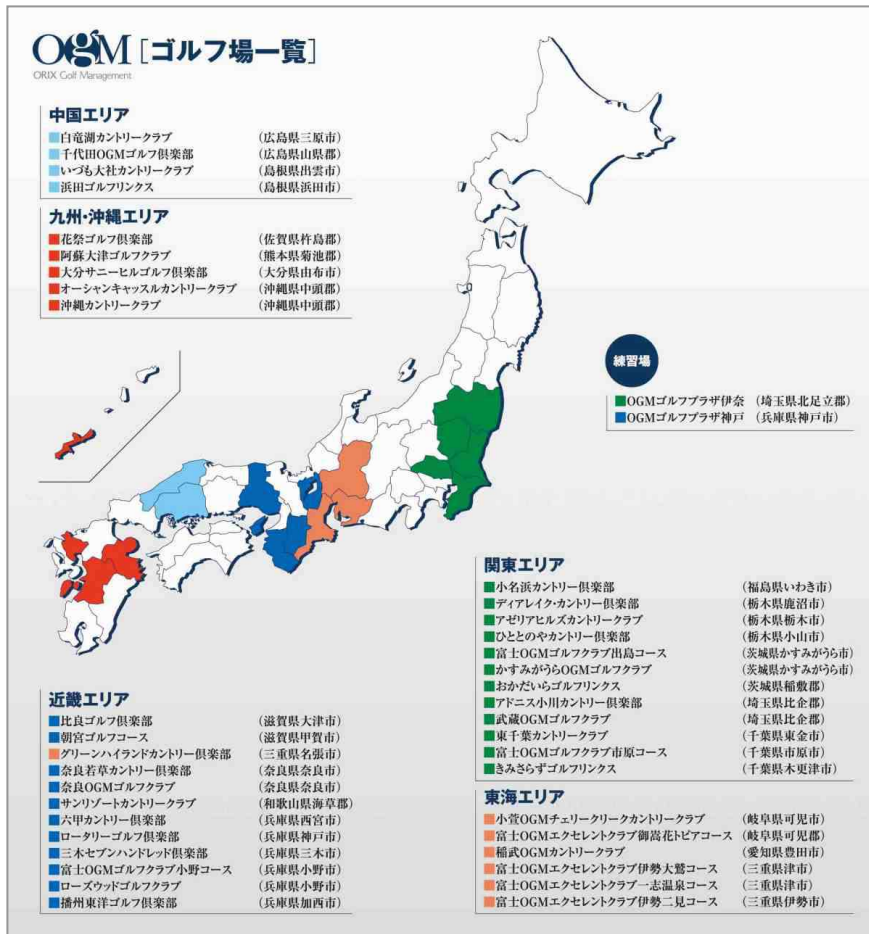 OgM [ゴルフ場一覧]
ORIX Golf Management
中国エリア
白竜湖カントリークラブ (広島県三原市)
千代田OGMゴルフ倶楽部 (広島県山県郡)
いづも大社カントリークラブ (島根県出雲市)
浜田ゴルフリンクス (島根県浜田市)
九州・沖縄エリア
花祭ゴルフ倶楽部 (佐賀県杵島郡)
阿蘇大津ゴルフクラブ (熊本県菊池郡)
大分サニーヒルゴルフ倶楽部 (大分県由布市)
オーシャンキャッスルカントリークラブ (沖縄県中頭郡)
沖縄カントリークラブ (沖縄県中頭郡)
練習場
OGMゴルフプラザ伊奈 (埼玉県北足立郡)
OGMゴルフプラザ神戸 (兵庫県神戸市)
近畿エリア
比良ゴルフ倶楽部 (滋賀県大津市)
朝宮ゴルフコース (滋賀県甲賀市)
グリーンハイランドカントリー倶楽部 (三重県名張市)
奈良若草カントリー倶楽部 (奈良県奈良市)
奈良OGMゴルフクラブ (奈良県奈良市)
サンリゾートカントリークラブ (和歌山県海草郡)
六甲カントリー倶楽部 (兵庫県西宮市)
ロータリーゴルフ倶楽部 (兵庫県神戸市)
三木セブンハンドレッド倶楽部 (兵庫県三木市)
富士OGMゴルフクラブ小野コース (兵庫県小野市)
ローズウッドゴルフクラブ (兵庫県小野市)
播州東洋ゴルフ倶楽部 (兵庫県加西市)
関東エリア
小名浜カントリー倶楽部 (福島県いわき市)
ディアレイク・カントリー倶楽部 (栃木県鹿沼市)
アゼリアヒルズカントリークラブ (栃木県栃木市)
ひととのやカントリー倶楽部 (栃木県小山市)
富士OGMゴルフクラブ出島コース (茨城県かすみがうら市)
かすみがうらOGMゴルフクラブ (茨城県かすみがうら市)
おかだいらゴルフリンクス (茨城県稲敷郡)
アドニス小川カントリー倶楽部 (埼玉県比企郡)
武蔵OGMゴルフクラブ (埼玉県比企郡)
東千葉カントリークラブ (千葉県東金市)
富士OGMゴルフクラブ市原コース (千葉県市原市)
きみさらずゴルフリンクス (千葉県木更津市)
東海エリア
小萱OGMチェリークリークカントリークラブ (岐阜県可児市)
富士OGMエクセレントクラブ御嵩花トピアコース (岐阜県可児郡)
稲武OGMカントリークラブ (愛知県豊田市)
富士OGMエクセレントクラブ伊勢大鷲コース (三重県津市)
富士OGMエクセレントクラブ一志温泉コース (三重県津市)
富士OGMエクセレントクラブ伊勢二見コース (三重県伊勢市)